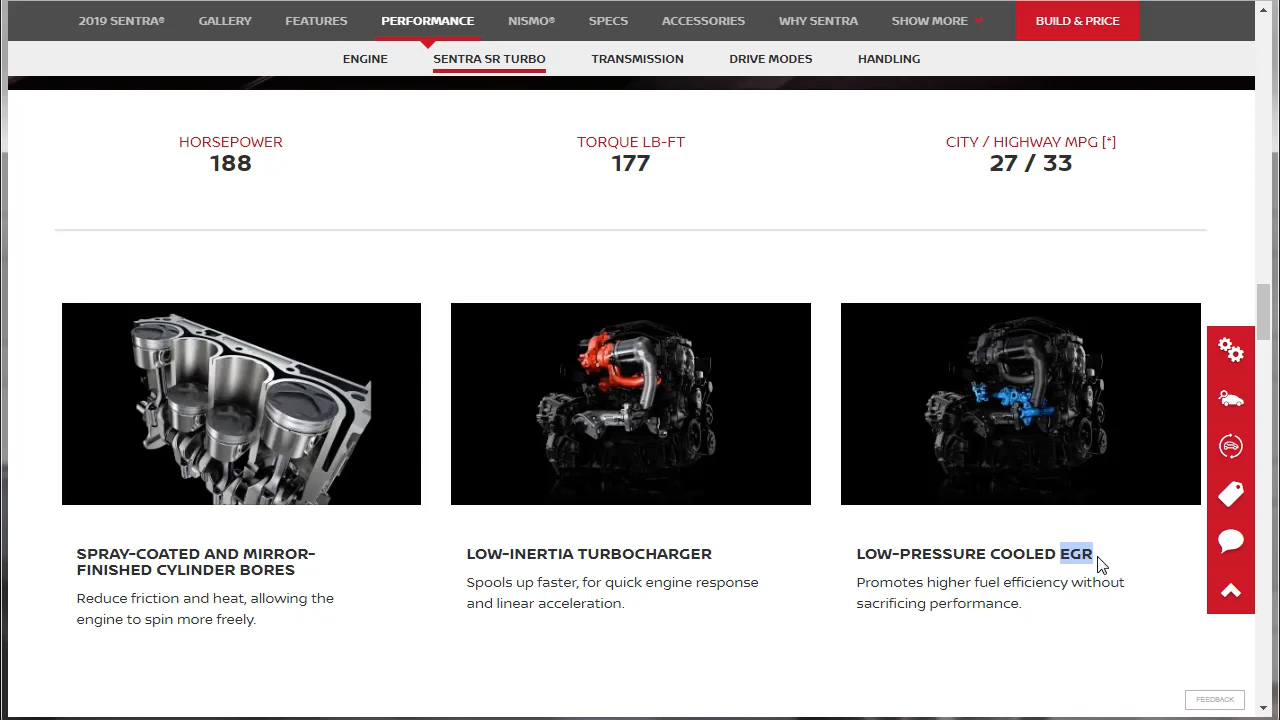 2019 SENTRA® GALLERY FEATURES PERFORMANCE NISMO® SPECS ACCESSORIES WHY SENTRA SHOW MORE BUILD & PRICE
ENGINE SENTRA SR TURBO TRANSMISSION DRIVE MODES HANDLING
HORSEPOWER
188
TORQUE LB-FT
177
CITY / HIGHWAY MPG [*]
27 / 33
SPRAY-COATED AND MIRROR-
FINISHED CYLINDER BORES
Reduce friction and heat, allowing the
engine to spin more freely.
LOW-INERTIA TURBOCHARGER
Spools up faster, for quick engine response
and linear acceleration.
LOW-PRESSURE COOLED EGR
Promotes higher fuel efficiency without
sacrificing performance.
FEEDBACK